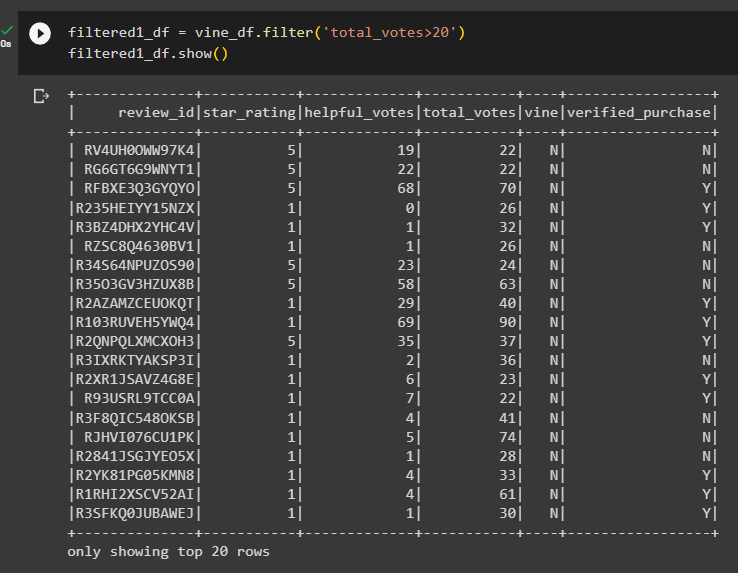 filtered1_df = vine_df.filter('total_votes>20')
0s
filtered1_df.show()
+--------------+-----------+-------------+-----------+----+-----------------+
|     review_id|star_rating|helpful_votes|total_votes|vine|verified_purchase|
+--------------+-----------+-------------+-----------+----+-----------------+
| RV4UH0OWW97K4|          5|           19|         22|   N|                N|
| RG6GT6G9WNYT1|          5|           22|         22|   N|                N|
| RFBXE3Q3GYQYO|          5|           68|         70|   N|                Y|
|R235HEIYY15NZX|          1|            0|         26|   N|                Y|
|R3BZ4DHX2YHC4V|          1|            1|         32|   N|                Y|
| RZSC8Q4630BV1|          1|            1|         26|   N|                N|
|R34S64NPUZOS90|          5|           23|         24|   N|                N|
|R35O3GV3HZUX8B|          5|           58|         63|   N|                N|
|R2AZAMZCEUOKQT|          1|           29|         40|   N|                Y|
|R103RUVEH5YWQ4|          1|           69|         90|   N|                Y|
|R2QNPQLXMCXOH3|          5|           35|         37|   N|                Y|
|R3IXRKTYAKSP3I|          1|            2|         36|   N|                N|
|R2XR1JSAVZ4G8E|          1|            6|         23|   N|                Y|
| R93USRL9TCC0A|          1|            7|         22|   N|                Y|
|R3F8QIC548OKSB|          1|            4|         41|   N|                N|
| RJHVI076CU1PK|          1|            5|         74|   N|                N|
|R2841JSGJYEO5X|          1|            1|         28|   N|                N|
|R2YK81PG05KMN8|          1|            4|         33|   N|                Y|
|R1RHI2XSCV52AI|          1|            4|         61|   N|                Y|
|R3SFKQ0JUBAWEJ|          1|            1|         30|   N|                Y|
+--------------+-----------+-------------+-----------+----+-----------------+
only showing top 20 rows